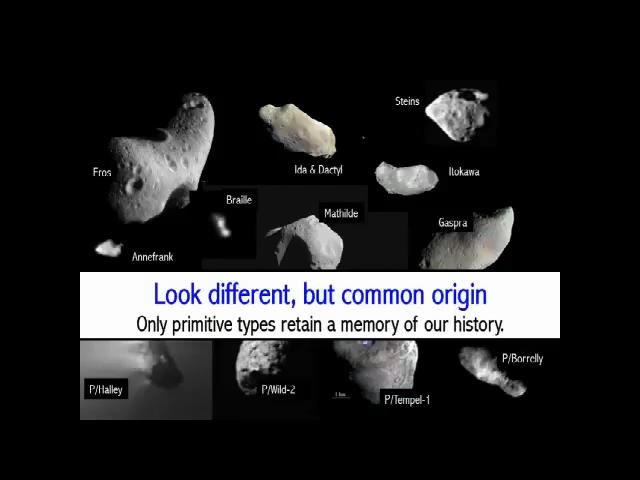 Steins
Eros
Ida & Dactyl
Itokawa
Braille
Mathilde
Gaspra
Annefrank
Look different, but common origin
Only primitive types retain a memory of our history.
P/Halley
P/Wild-2
P/Tempel-1
P/Borrelly